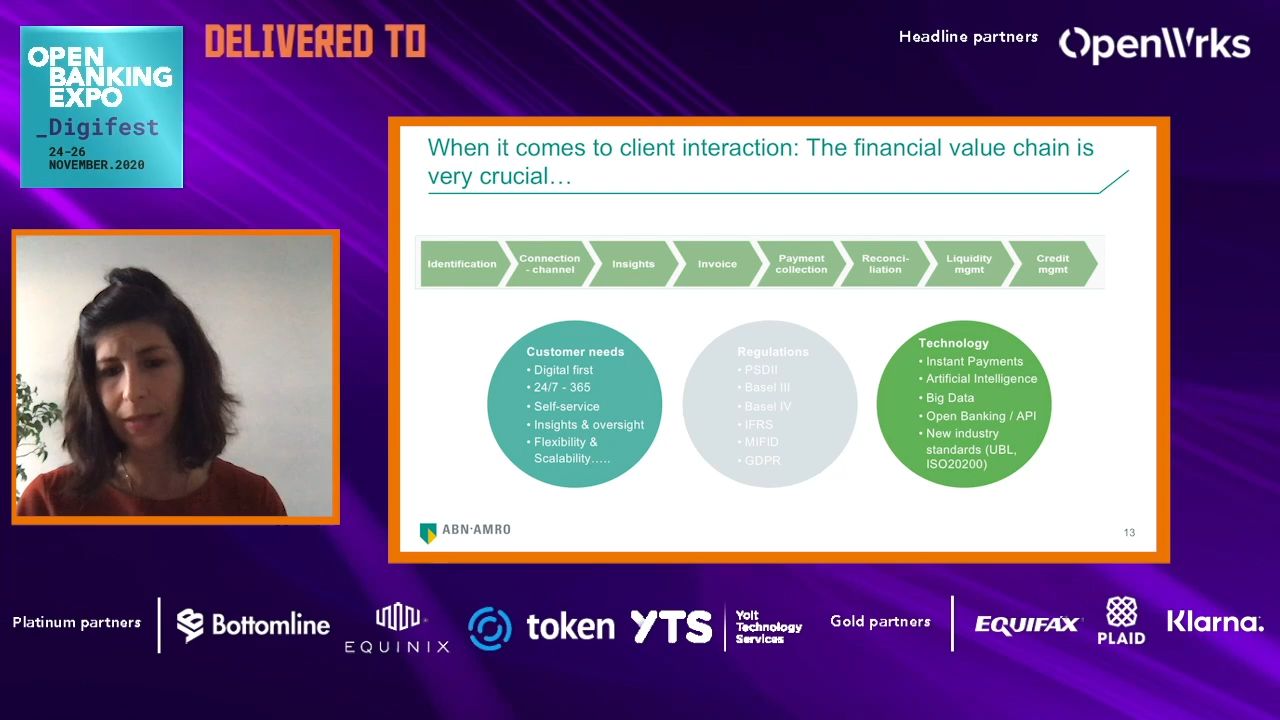 OPEN
BANKING
EXPO
_Digifest
24-26
NOVEMBER.2020
DELIVERED TO
Headline partners
OpenWrks
When it comes to client interaction: The financial value chain is
very crucial…
Identification
Connection
- channel
Insights
Invoice
Payment
collection
Reconci-
liation
Liquidity
mgmt
Credit
mgmt
Customer needs
• Digital first
• 24/7 - 365
• Self-service
• Insights & oversight
• Flexibility &
Scalability…..
Regulations
• PSDII
• Basel III
• Basel IV
• IFRS
• MIFID
• GDPR
Technology
• Instant Payments
• Artificial Intelligence
• Big Data
• Open Banking / API
• New industry
standards (UBL,
ISO20200)
ABN·AMRO
13
Platinum partners
Bottomline
EQUINIX
token
YTS
Yolt
Technology
Services
Gold partners
EQUIFAX
PLAID
Klarna.